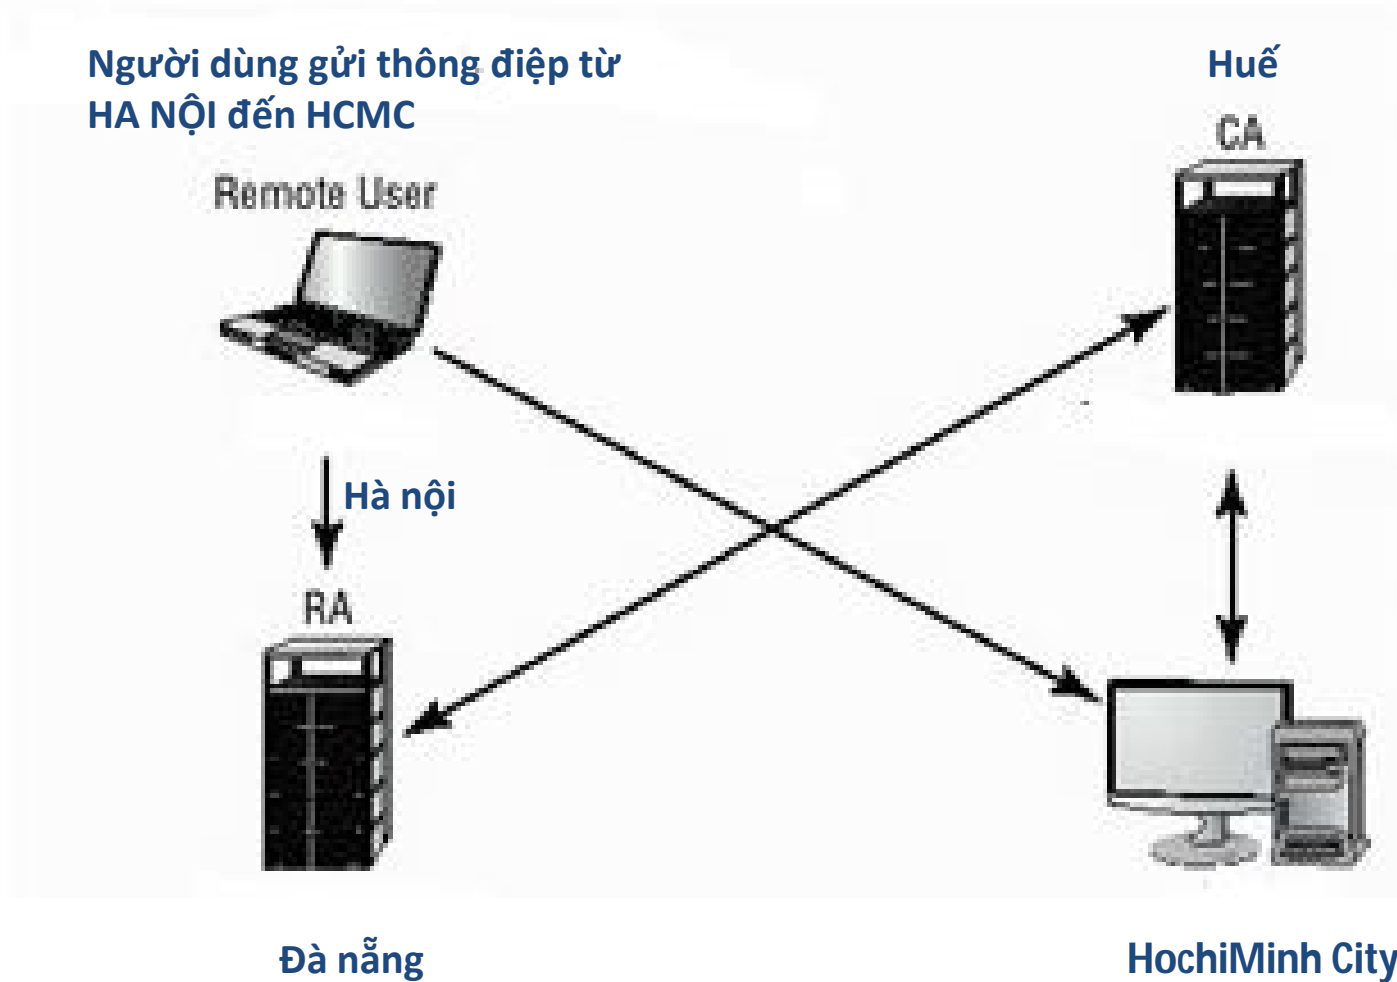 Người dùng gửi thông điệp từ
HA NỘI đến HCMC
Huế
CA
Remote User
Hà nội
RA
Đà nẵng
HochiMinh City